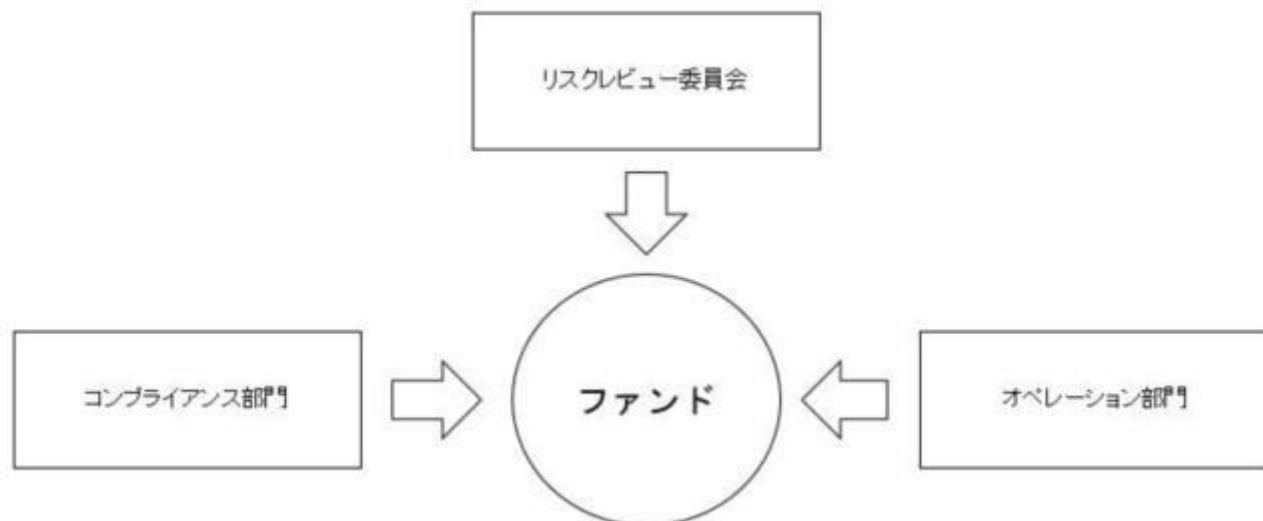 リスクレビュー委員会
コンプライアンス部門
ファンド
オペレーション部門